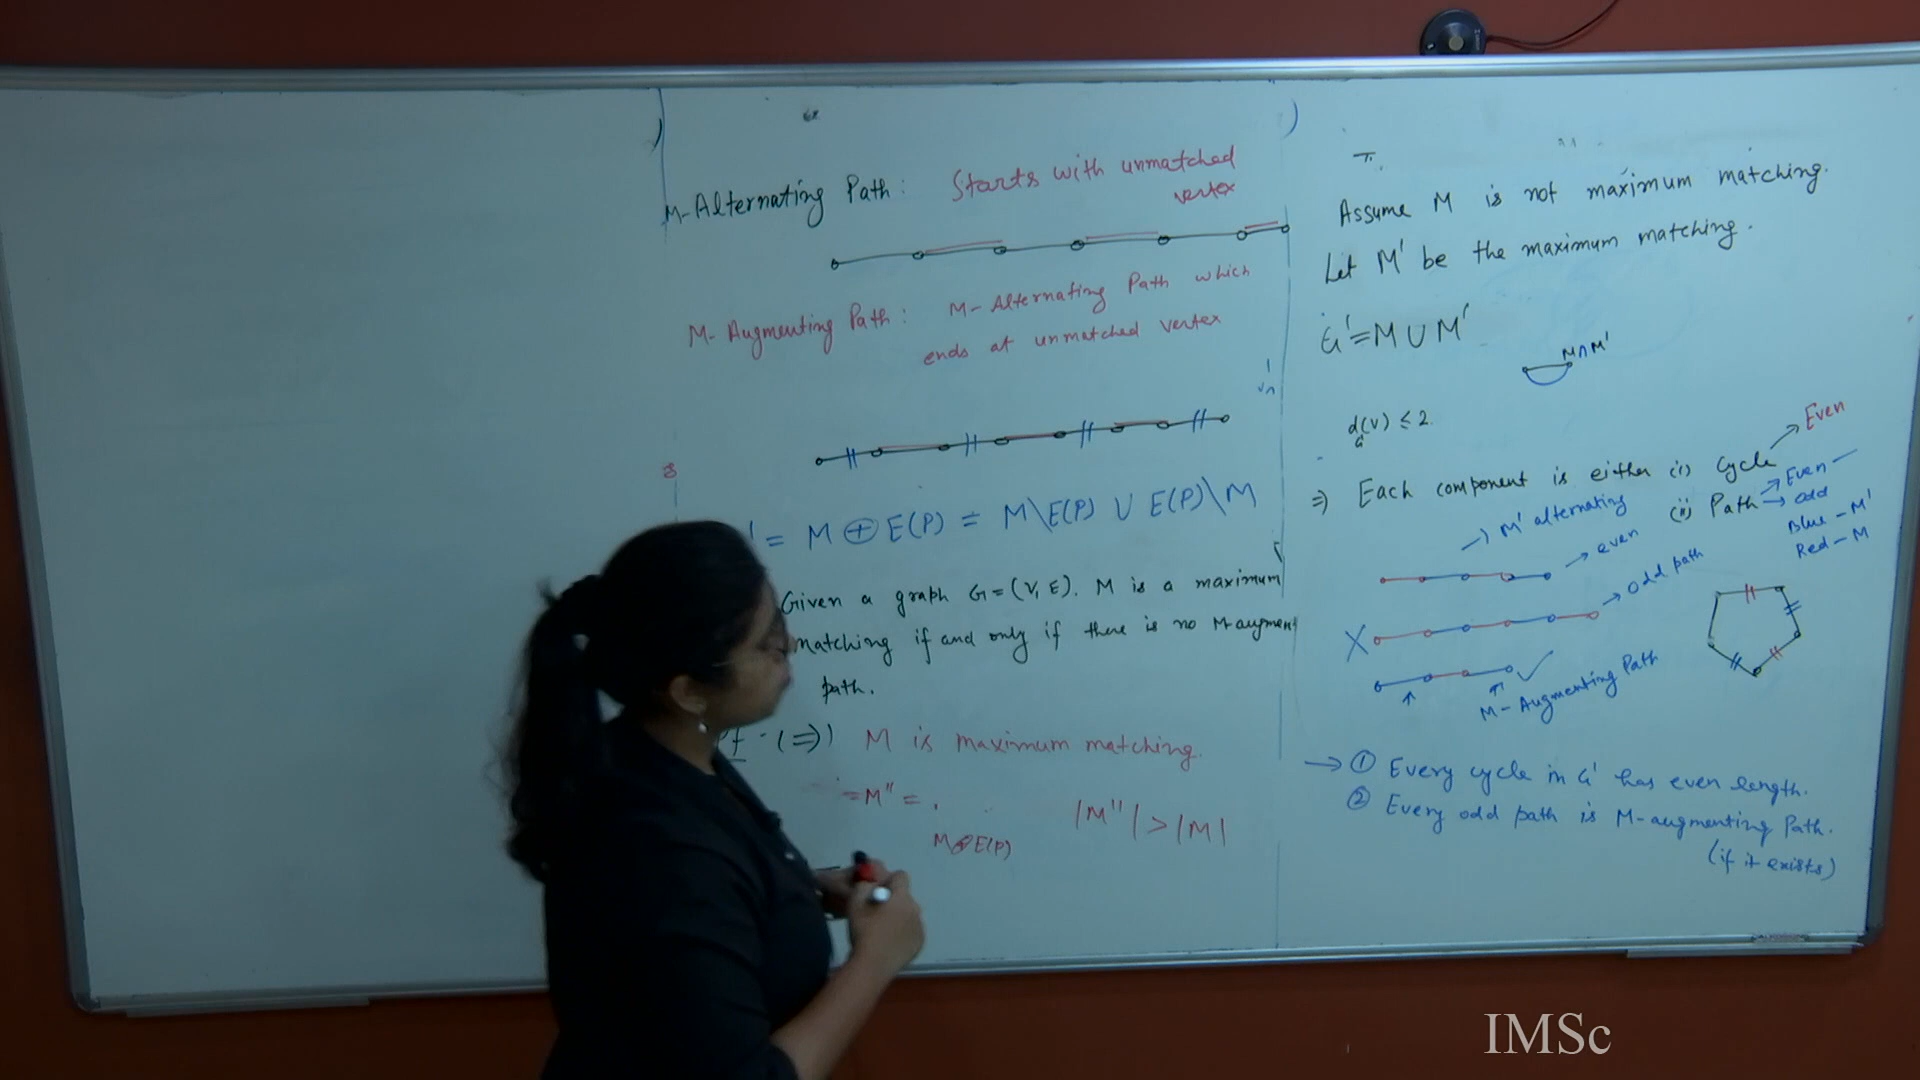 M-Alternating Path: Starts with unmatched
vertex
M-Augmenting Path: M-Alternating Path which
ends at unmatched vertex
' = M ⊕ E(P) = M\E(P) ∪ E(P)\M
Given a graph G=(V,E). M is a maximum
matching if and only if there is no M-augment
path.
Pf (⇒) M is maximum matching.
=M'' = .
M⊕E(P)
|M''| > |M|
Assume M is not maximum matching.
Let M' be the maximum matching.
G'=M∪M'
M∩M'
d(v) ≤ 2
G
⇒ Each component is either (i) Cycle → Even
(ii) Path → Even
→ odd
Blue - M'
Red - M
→ M' alternating
→ even
→ odd path
X
M-Augmenting Path
→ ① Every cycle in G' has even length.
② Every odd path is M-augmenting Path.
(if it exists)
IMSc